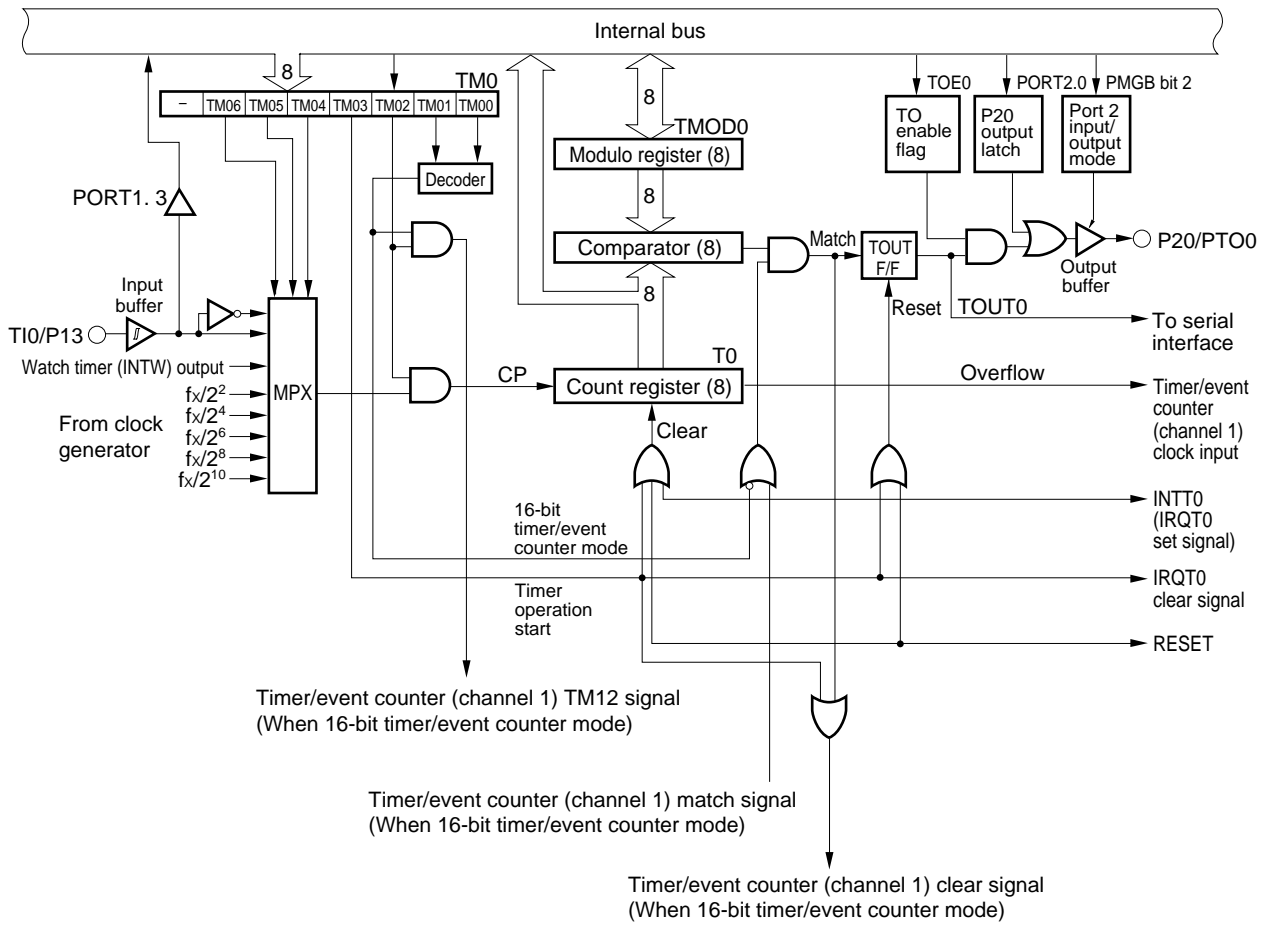 Internal bus
8
TM0
– TM06 TM05 TM04 TM03 TM02 TM01 TM00
Decoder
PORT1. 3
8
TMOD0
Modulo register (8)
8
Comparator (8)
8
T0
Count register (8)
TOE0
TO
enable
flag
PORT2.0
P20
output
latch
PMGB bit 2
Port 2
input/
output
mode
Match
TOUT
F/F
Reset
TOUT0
Output
buffer
P20/PTO0
To serial
interface
Input
buffer
TI0/P13
Watch timer (INTW) output
fX/2²
fX/2⁴
fX/2⁶
fX/2⁸
fX/2¹⁰
From clock
generator
MPX
CP
Clear
Overflow
Timer/event
counter
(channel 1)
clock input
16-bit
timer/event
counter mode
INTT0
(IRQT0
set signal)
Timer
operation
start
IRQT0
clear signal
RESET
Timer/event counter (channel 1) TM12 signal
(When 16-bit timer/event counter mode)
Timer/event counter (channel 1) match signal
(When 16-bit timer/event counter mode)
Timer/event counter (channel 1) clear signal
(When 16-bit timer/event counter mode)